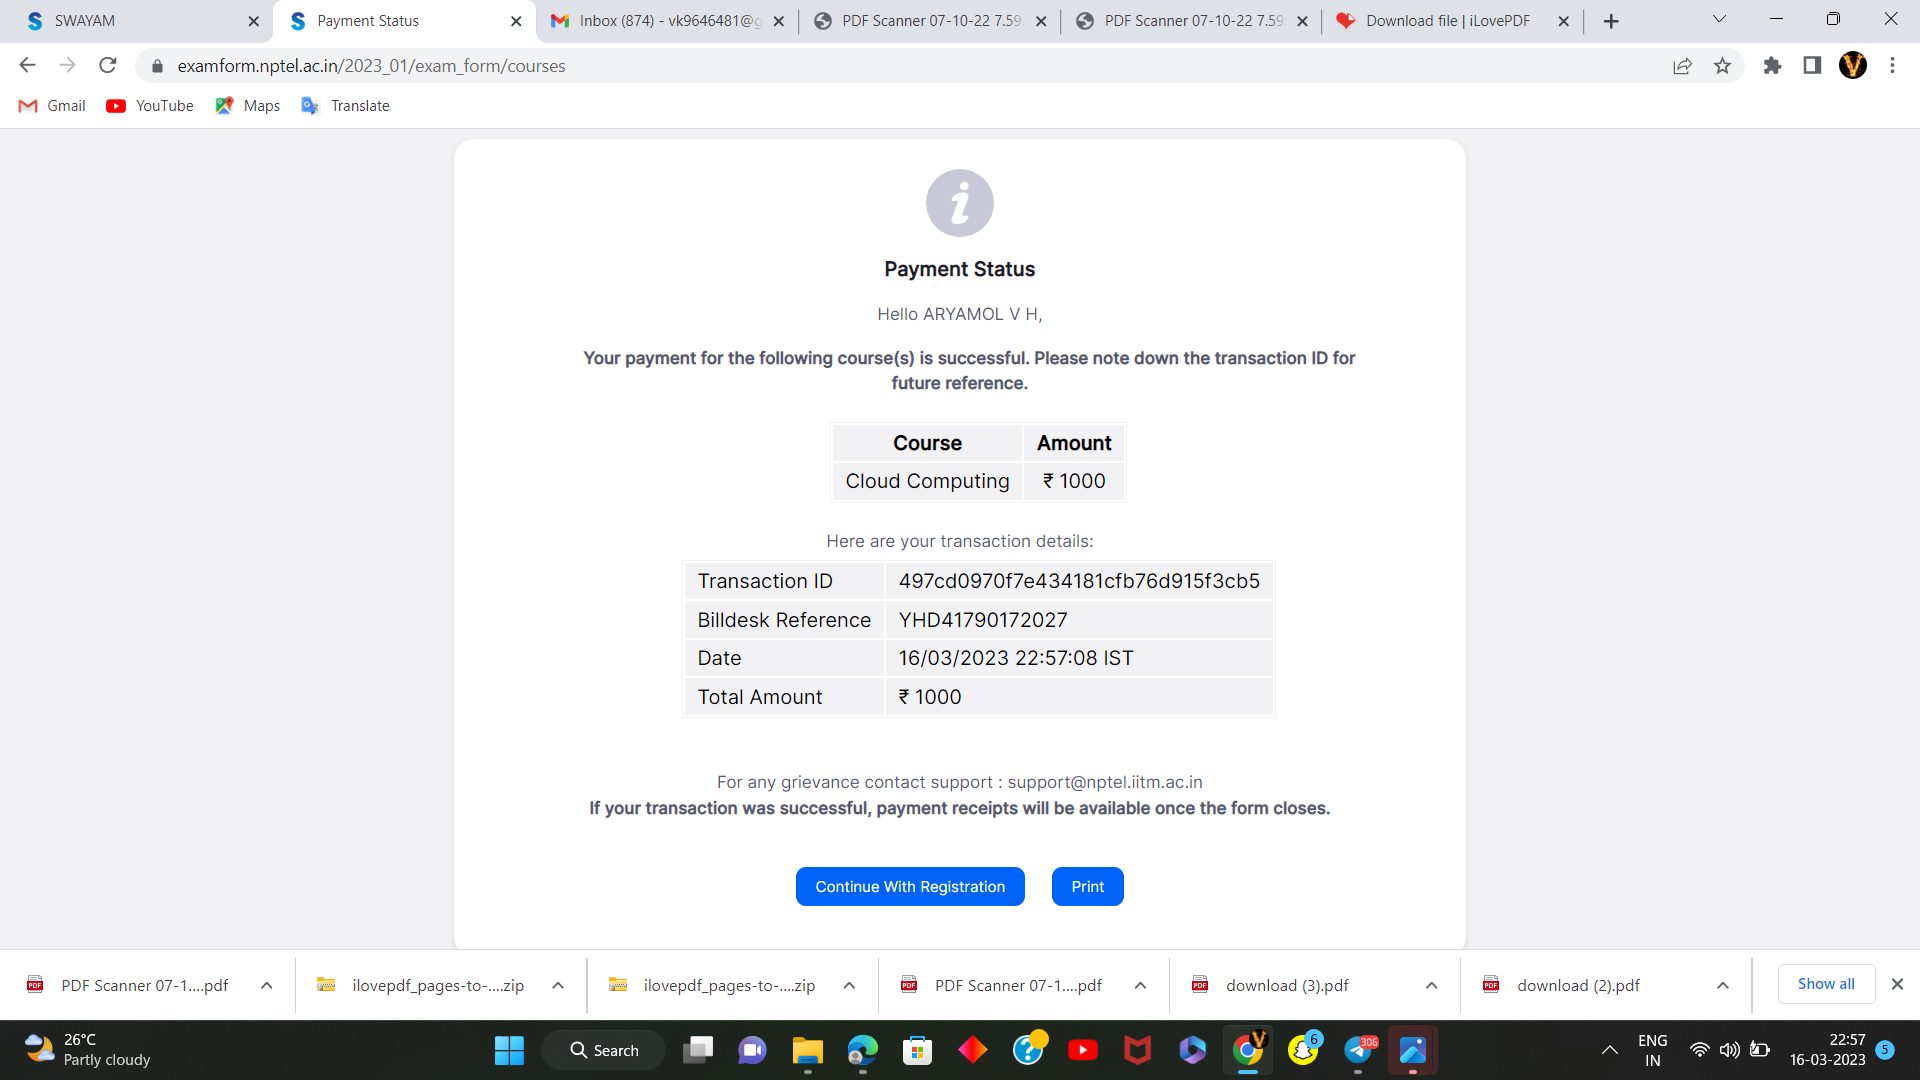 SWAYAM
Payment Status
Inbox (874) - vk9646481@g
PDF Scanner 07-10-22 7.59
PDF Scanner 07-10-22 7.59
Download file | iLovePDF
examform.nptel.ac.in/2023_01/exam_form/courses
Gmail YouTube Maps Translate
Payment Status
Hello ARYAMOL V H,
Your payment for the following course(s) is successful. Please note down the transaction ID for
future reference.
Course Amount
Cloud Computing ₹ 1000
Here are your transaction details:
Transaction ID 497cd0970f7e434181cfb76d915f3cb5
Billdesk Reference YHD41790172027
Date 16/03/2023 22:57:08 IST
Total Amount ₹ 1000
For any grievance contact support : support@nptel.iitm.ac.in
If your transaction was successful, payment receipts will be available once the form closes.
Continue With Registration Print
PDF Scanner 07-1....pdf ilovepdf_pages-to-....zip ilovepdf_pages-to-....zip PDF Scanner 07-1....pdf download (3).pdf download (2).pdf Show all
26°C
Partly cloudy
Search
6
306
ENG
IN
22:57
16-03-2023
5